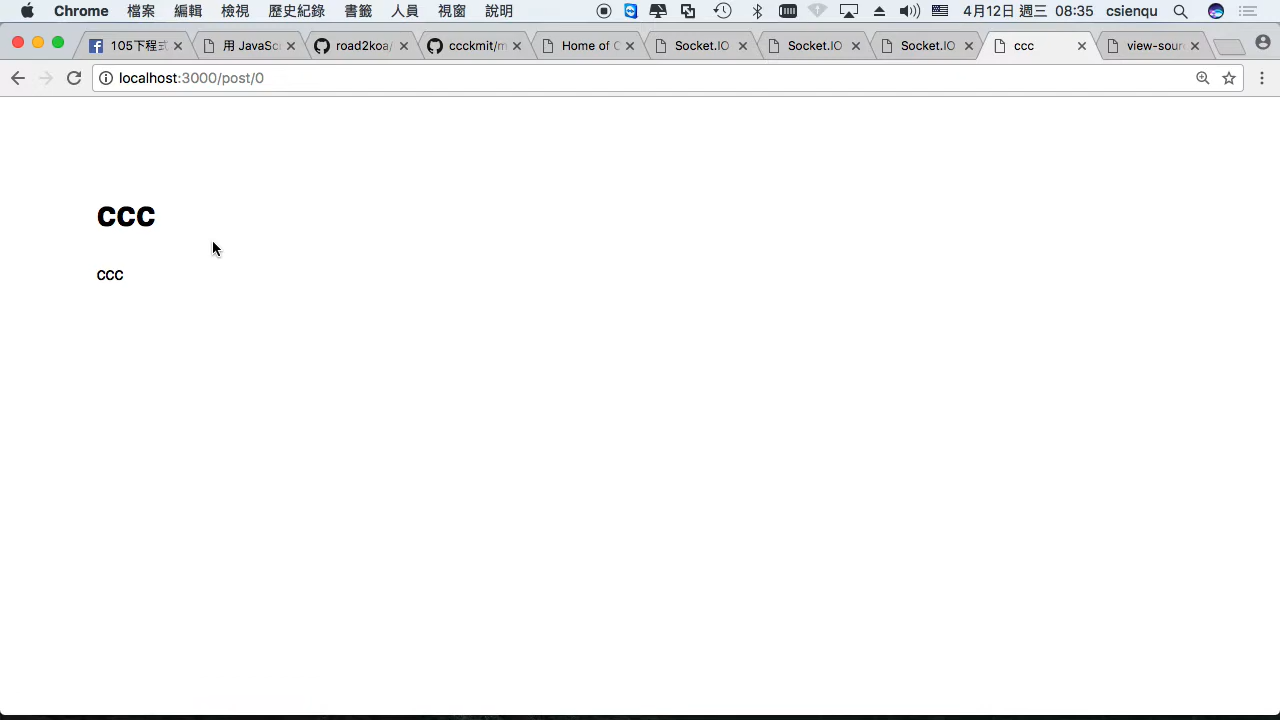 Chrome 檔案 編輯 檢視 歷史紀錄 書籤 人員 視窗 說明 4月12日 週三 08:35 csienqu
105下程式 用 JavaSc road2koa/ ccckmit/m Home of C Socket.IO Socket.IO Socket.IO ccc view-sour
localhost:3000/post/0
ccc
ccc